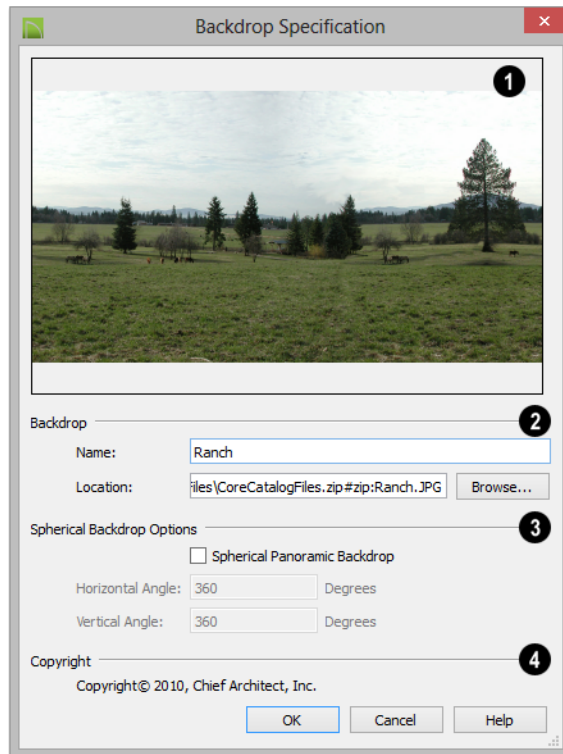 Backdrop Specification
1
Backdrop 2
Name: Ranch
Location: Files\CoreCatalogFiles.zip#zip:Ranch.JPG Browse...
Spherical Backdrop Options 3
Spherical Panoramic Backdrop
Horizontal Angle: 360 Degrees
Vertical Angle: 360 Degrees
Copyright 4
Copyright© 2010, Chief Architect, Inc.
OK Cancel Help